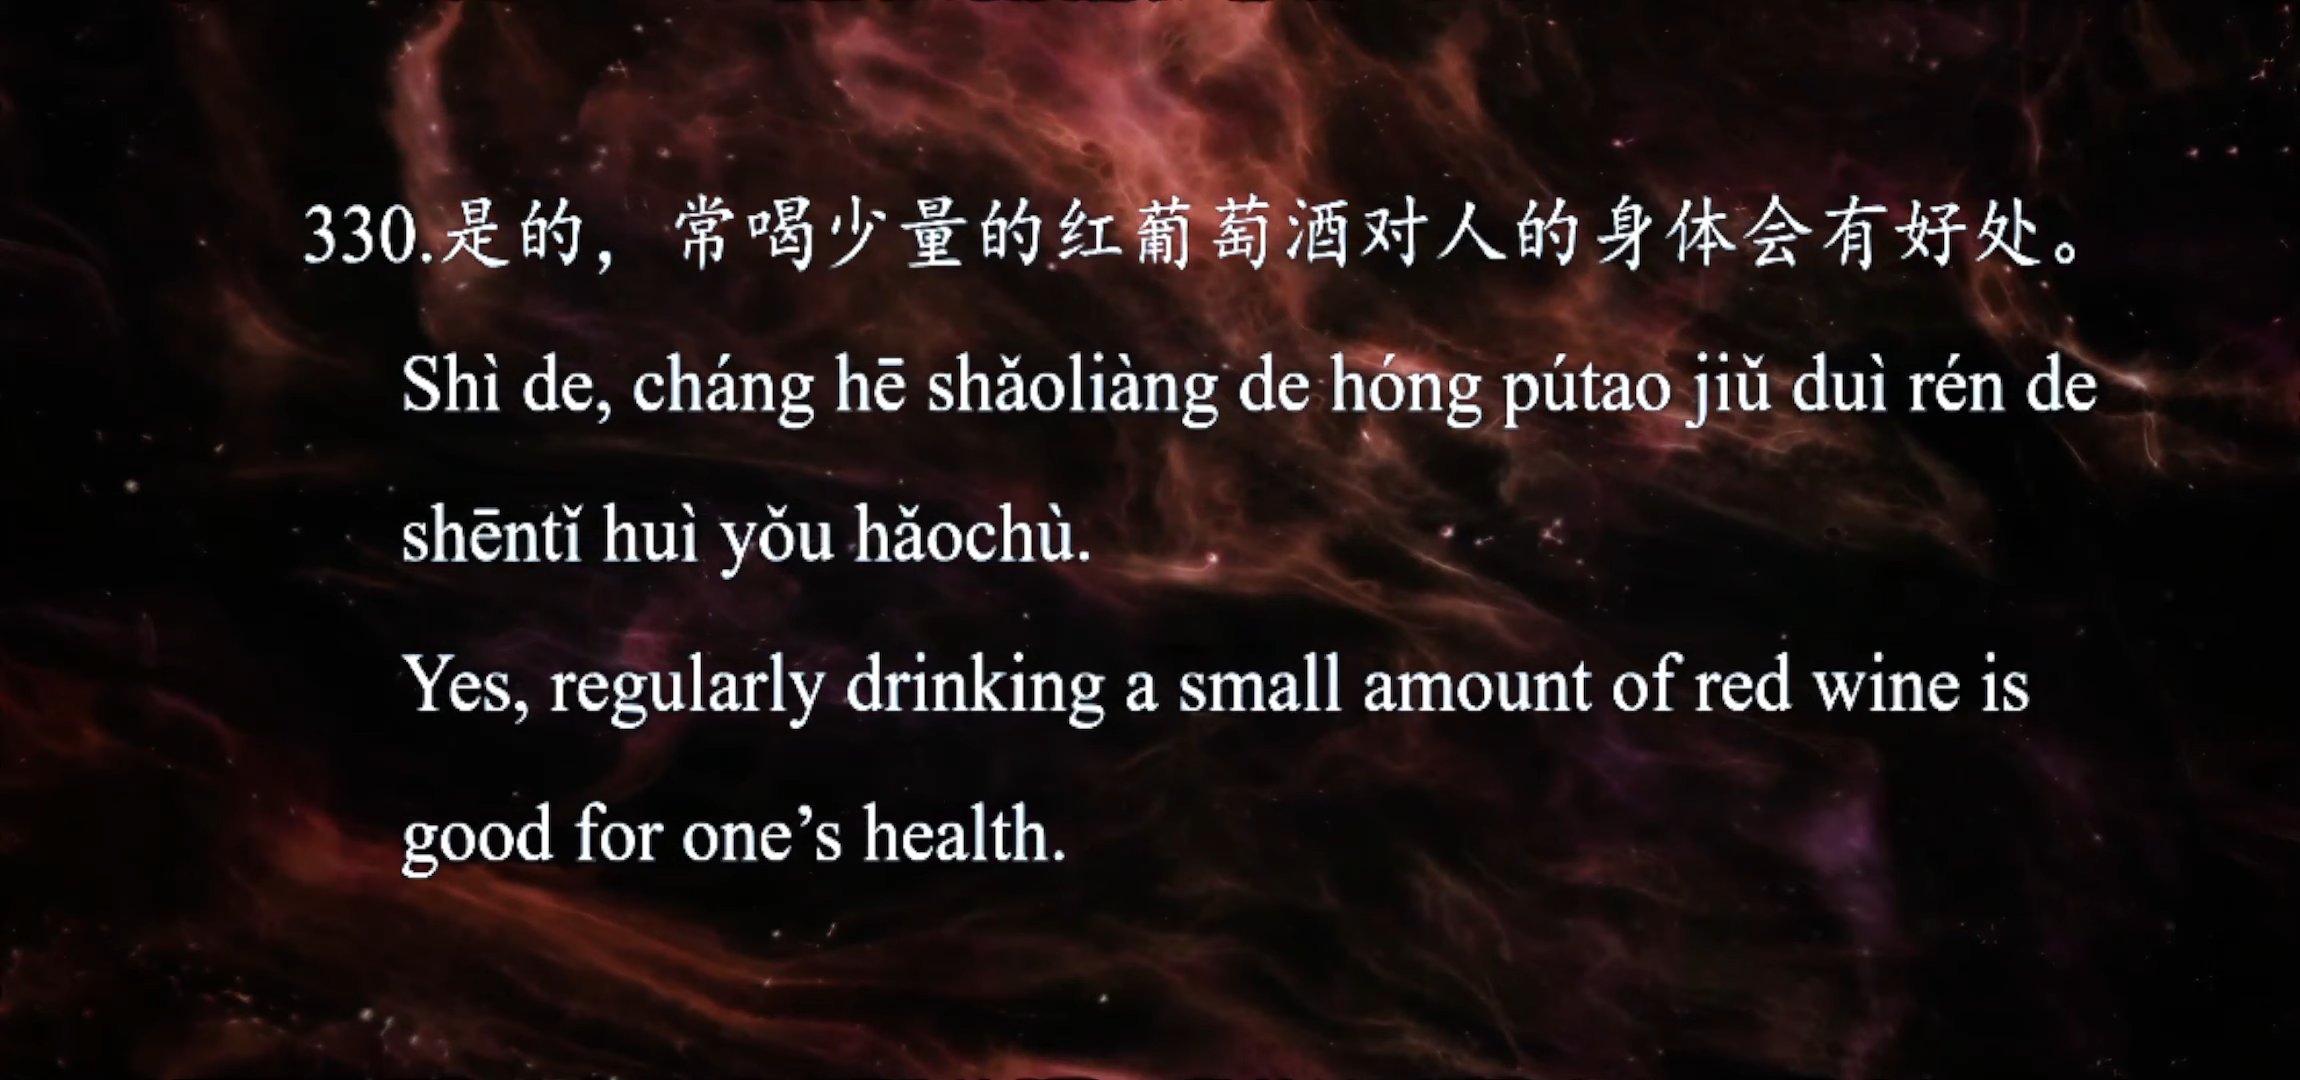 330.是的，常喝少量的红葡萄酒对人的身体会有好处。
Shì de, cháng hē shǎoliàng de hóng pútao jiǔ duì rén de
shēntǐ huì yǒu hǎochù.
Yes, regularly drinking a small amount of red wine is
good for one’s health.